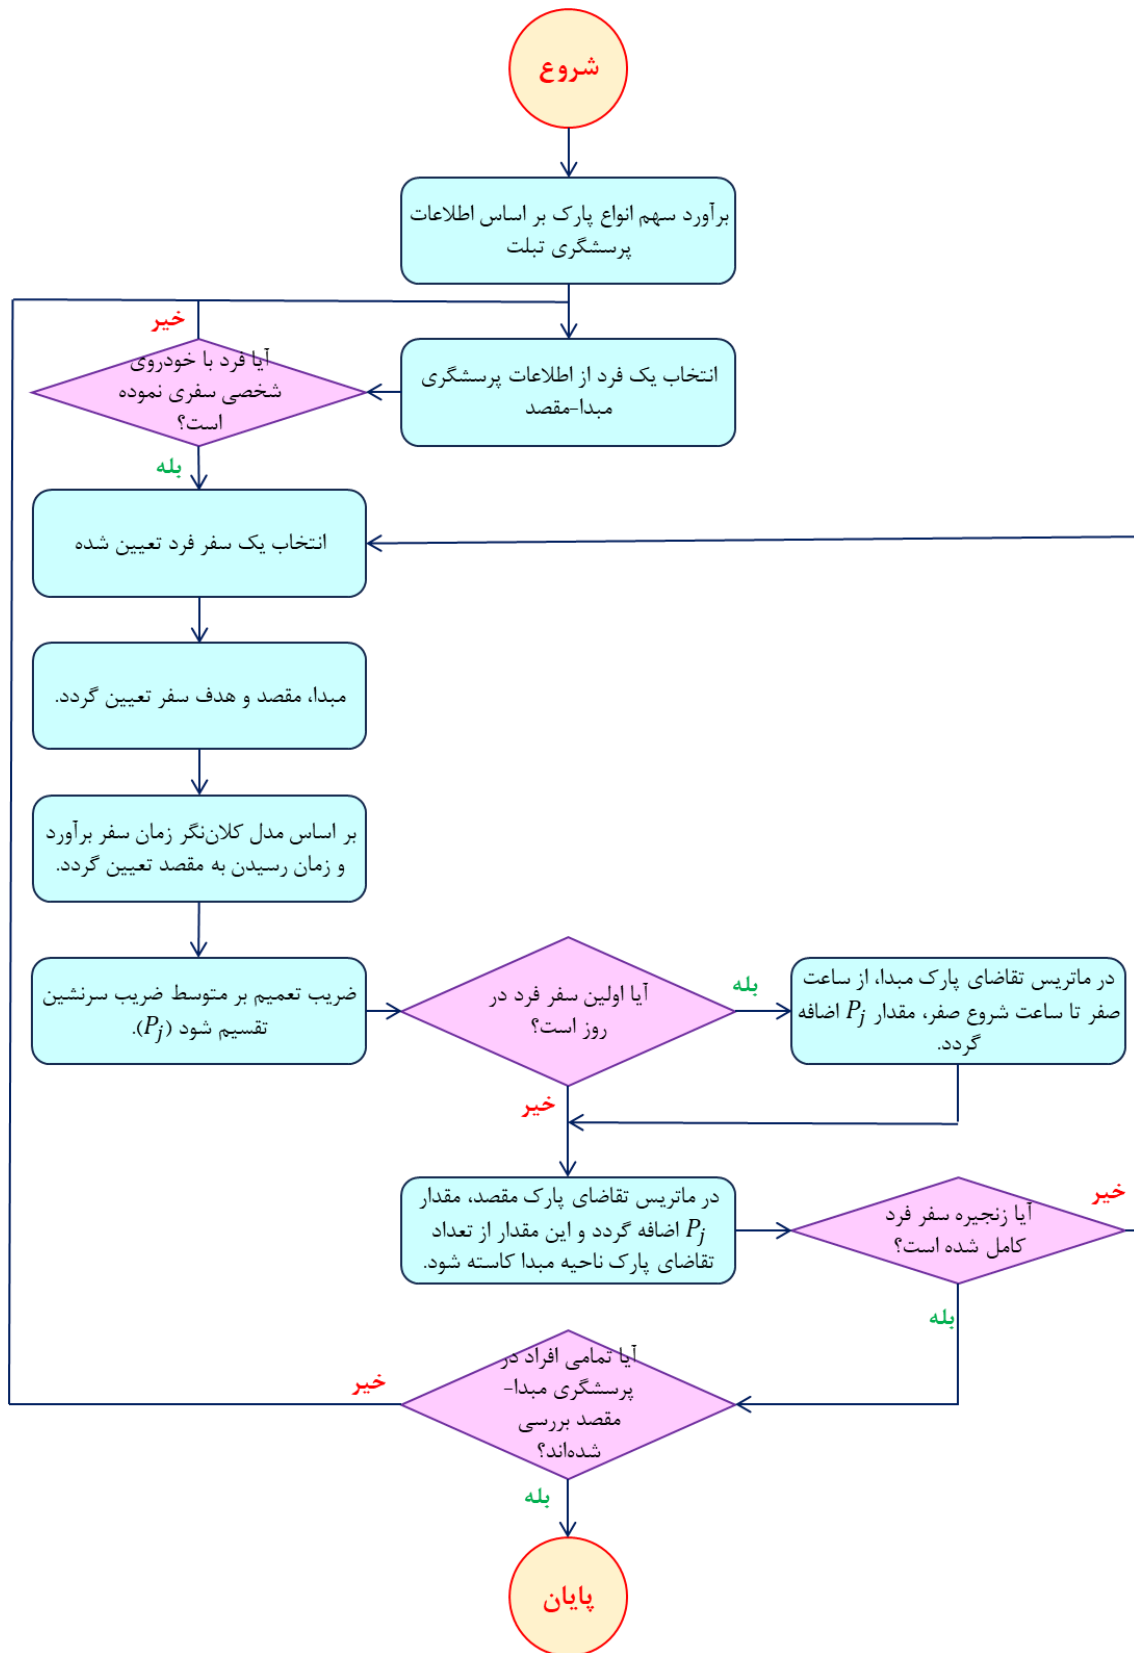 شروع
برآورد سهم انواع پارک بر اساس اطلاعات
پرسشگری تبلت
انتخاب یک فرد از اطلاعات پرسشگری
مبدا-مقصد
خیر
آیا فرد با خودروی
شخصی سفری نموده
است؟
بله
انتخاب یک سفر فرد تعیین شده
مبدا، مقصد و هدف سفر تعیین گردد.
بر اساس مدل کلان‌نگر زمان سفر برآورد
و زمان رسیدن به مقصد تعیین گردد.
ضریب تعمیم بر متوسط ضریب سرنشین
تقسیم شود (P_j).
آیا اولین سفر فرد در
روز است؟
بله
در ماتریس تقاضای پارک مبدا، از ساعت
صفر تا ساعت شروع صفر، مقدار P_j اضافه
گردد.
خیر
در ماتریس تقاضای پارک مقصد، مقدار
P_j اضافه گردد و این مقدار از تعداد
تقاضای پارک ناحیه مبدا کاسته شود.
آیا زنجیره سفر فرد
کامل شده است؟
خیر
بله
آیا تمامی افراد در
پرسشگری مبدا-
مقصد بررسی
شده‌اند؟
خیر
بله
پایان